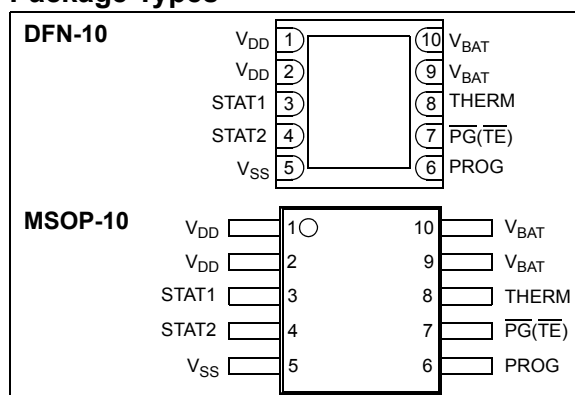 Package Types
DFN-10
VDD 1 10 VBAT
VDD 2 9 VBAT
STAT1 3 8 THERM
STAT2 4 7 PG(TE)
VSS 5 6 PROG
MSOP-10
VDD 1 10 VBAT
VDD 2 9 VBAT
STAT1 3 8 THERM
STAT2 4 7 PG(TE)
VSS 5 6 PROG